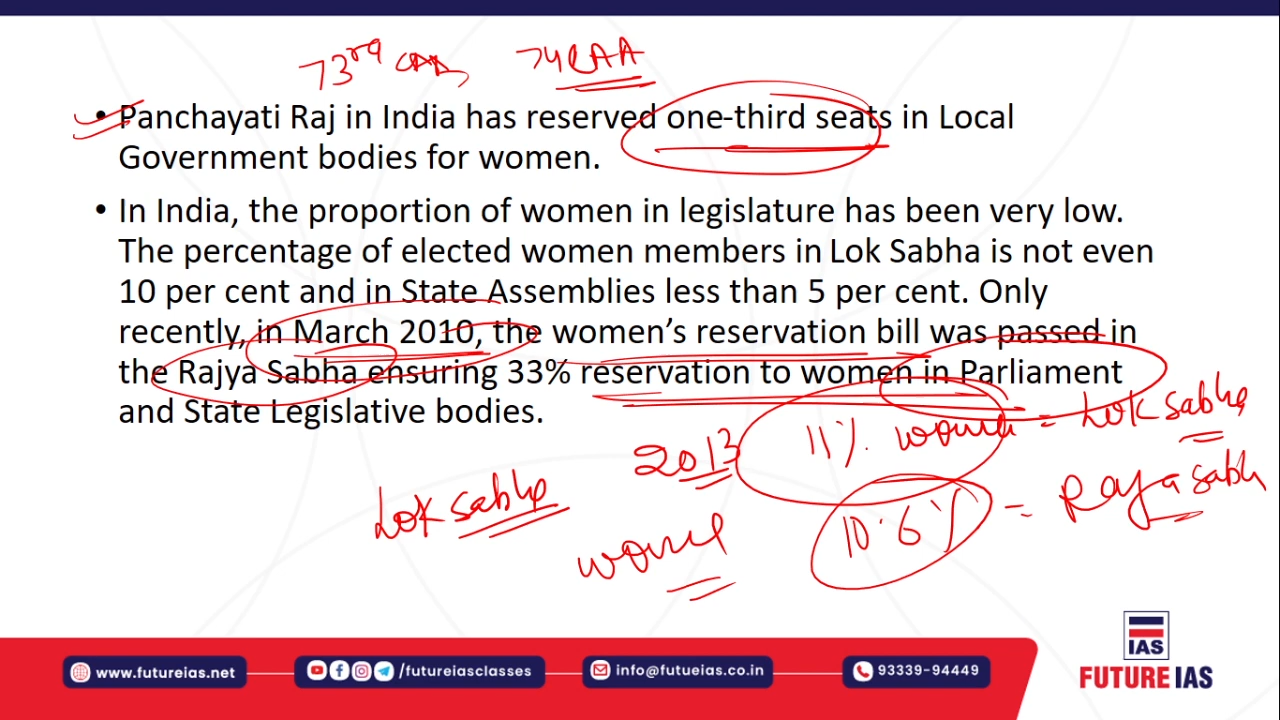 73rd CAA 74 CAA
• Panchayati Raj in India has reserved one-third seats in Local
Government bodies for women.
• In India, the proportion of women in legislature has been very low.
The percentage of elected women members in Lok Sabha is not even
10 per cent and in State Assemblies less than 5 per cent. Only
recently, in March 2010, the women’s reservation bill was passed in
the Rajya Sabha ensuring 33% reservation to women in Parliament
and State Legislative bodies.
2013 11% women = Lok sabha
Lok sabha
women 10.6% = Rajya sabha
IAS
www.futureias.net /futureiasclasses info@futueias.co.in 93339-94449 FUTURE IAS